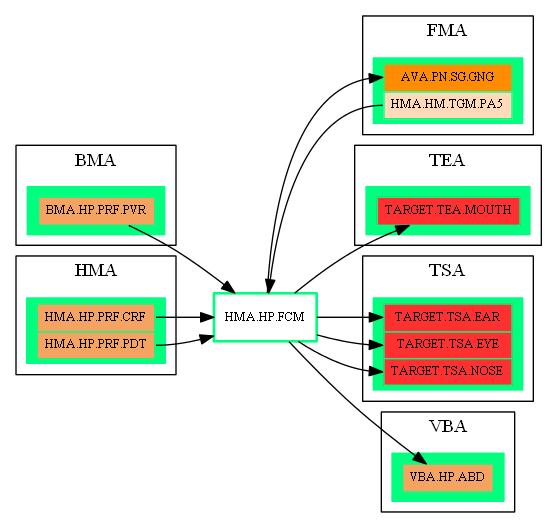 FMA
AVA.PN.SG.GNG
HMA.HM.TGM.PA5
BMA
BMA.HP.PRF.PVR
TEA
TARGET.TEA.MOUTH
HMA
HMA.HP.PRF.CRF
HMA.HP.PRF.PDT
HMA.HP.FCM
TSA
TARGET.TSA.EAR
TARGET.TSA.EYE
TARGET.TSA.NOSE
VBA
VBA.HP.ABD